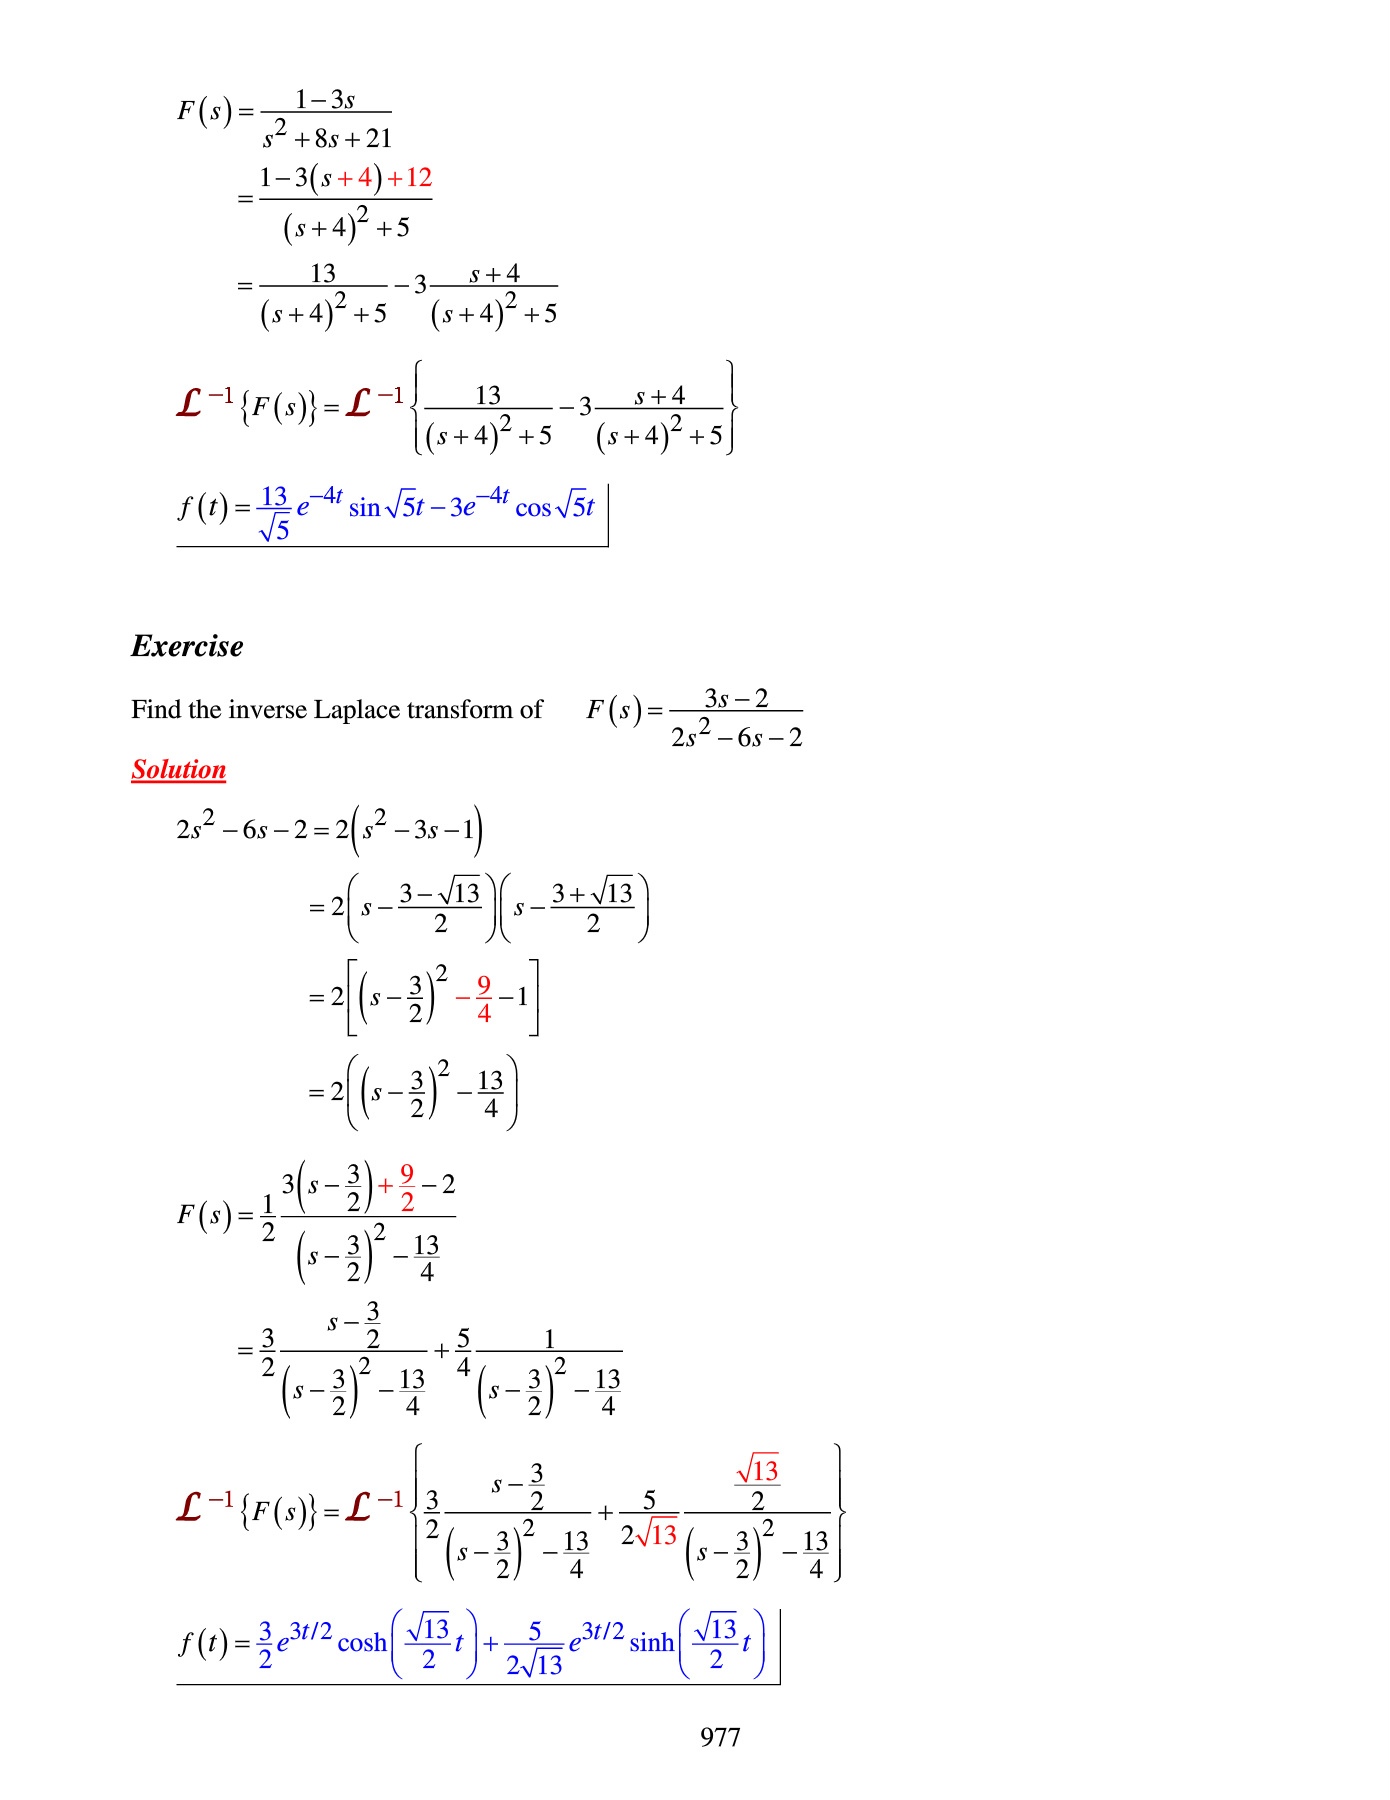 F(s) = \frac{1-3s}{s^2+8s+21}
= \frac{1-3(s+4)+12}{(s+4)^2+5}
= \frac{13}{(s+4)^2+5} - 3\frac{s+4}{(s+4)^2+5}
ℒ^{-1}{F(s)} = ℒ^{-1}\left\{\frac{13}{(s+4)^2+5} - 3\frac{s+4}{(s+4)^2+5}\right\}
f(t) = \frac{13}{\sqrt{5}}e^{-4t} \sin\sqrt{5}t - 3e^{-4t} \cos\sqrt{5}t
Exercise
Find the inverse Laplace transform of F(s) = \frac{3s-2}{2s^2-6s-2}
Solution
2s^2-6s-2 = 2(s^2-3s-1)
= 2\left(s-\frac{3-\sqrt{13}}{2}\right)\left(s-\frac{3+\sqrt{13}}{2}\right)
= 2\left[\left(s-\frac{3}{2}\right)^2-\frac{9}{4}-1\right]
= 2\left(\left(s-\frac{3}{2}\right)^2-\frac{13}{4}\right)
F(s) = \frac{1}{2}\frac{3\left(s-\frac{3}{2}\right)+\frac{9}{2}-2}{\left(s-\frac{3}{2}\right)^2-\frac{13}{4}}
= \frac{3}{2}\frac{s-\frac{3}{2}}{\left(s-\frac{3}{2}\right)^2-\frac{13}{4}} + \frac{5}{4}\frac{1}{\left(s-\frac{3}{2}\right)^2-\frac{13}{4}}
ℒ^{-1}{F(s)} = ℒ^{-1}\left\{\frac{3}{2}\frac{s-\frac{3}{2}}{\left(s-\frac{3}{2}\right)^2-\frac{13}{4}} + \frac{5}{2\sqrt{13}}\frac{\frac{\sqrt{13}}{2}}{\left(s-\frac{3}{2}\right)^2-\frac{13}{4}}\right\}
f(t) = \frac{3}{2}e^{3t/2} \cosh\left(\frac{\sqrt{13}}{2}t\right) + \frac{5}{2\sqrt{13}}e^{3t/2} \sinh\left(\frac{\sqrt{13}}{2}t\right)
977